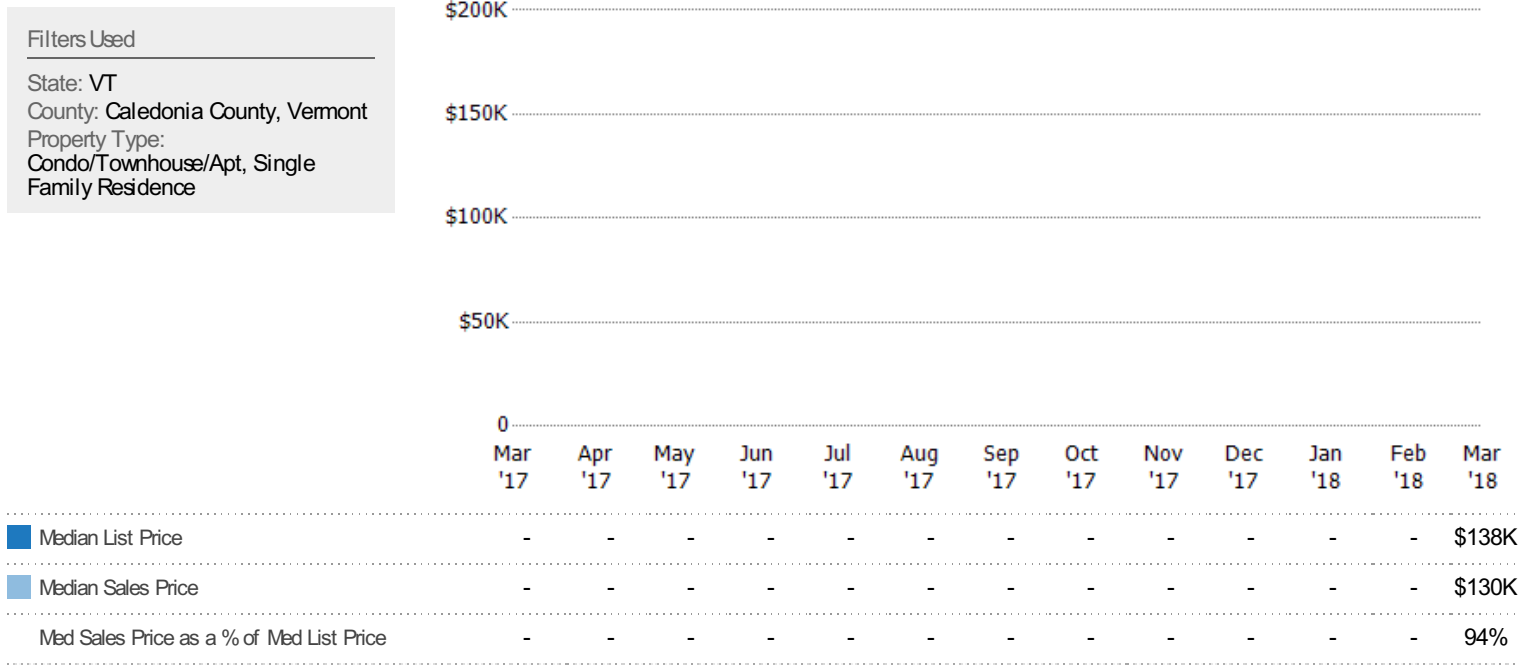 Filters Used
State: VT
County: Caledonia County, Vermont
Property Type:
Condo/Townhouse/Apt, Single
Family Residence
$200K
$150K
$100K
$50K
0
Mar Apr May Jun Jul Aug Sep Oct Nov Dec Jan Feb Mar
'17 '17 '17 '17 '17 '17 '17 '17 '17 '17 '18 '18 '18
Median List Price - - - - - - - - - - - - $138K
Median Sales Price - - - - - - - - - - - - $130K
Med Sales Price as a % of Med List Price - - - - - - - - - - - - 94%